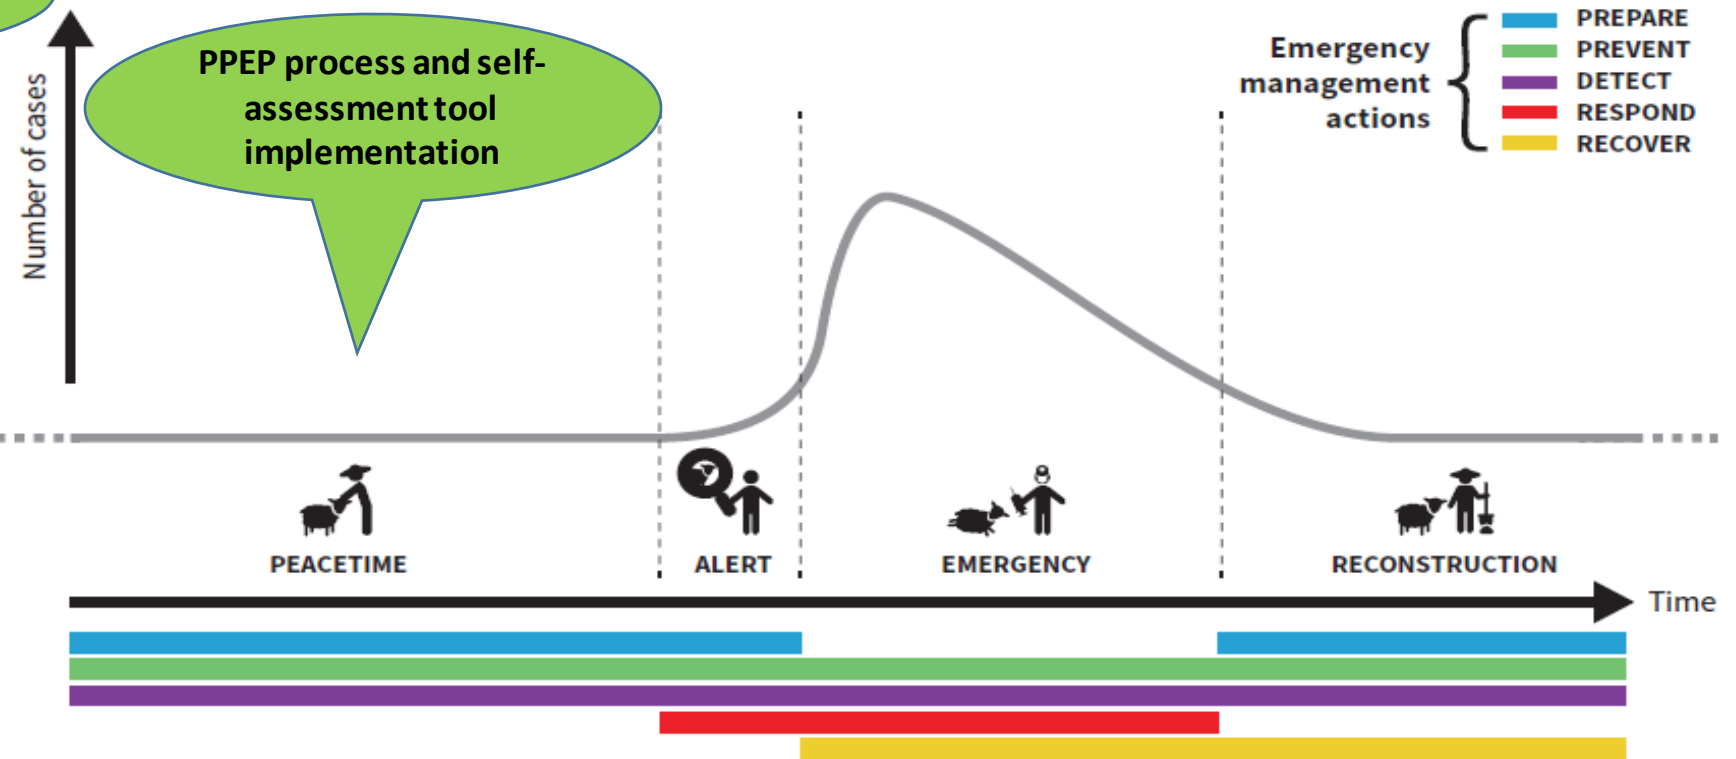 PPEP process and self-
assessment tool
implementation
Number of cases
Emergency
management
actions
PREPARE
PREVENT
DETECT
RESPOND
RECOVER
PEACETIME
ALERT
EMERGENCY
RECONSTRUCTION
Time